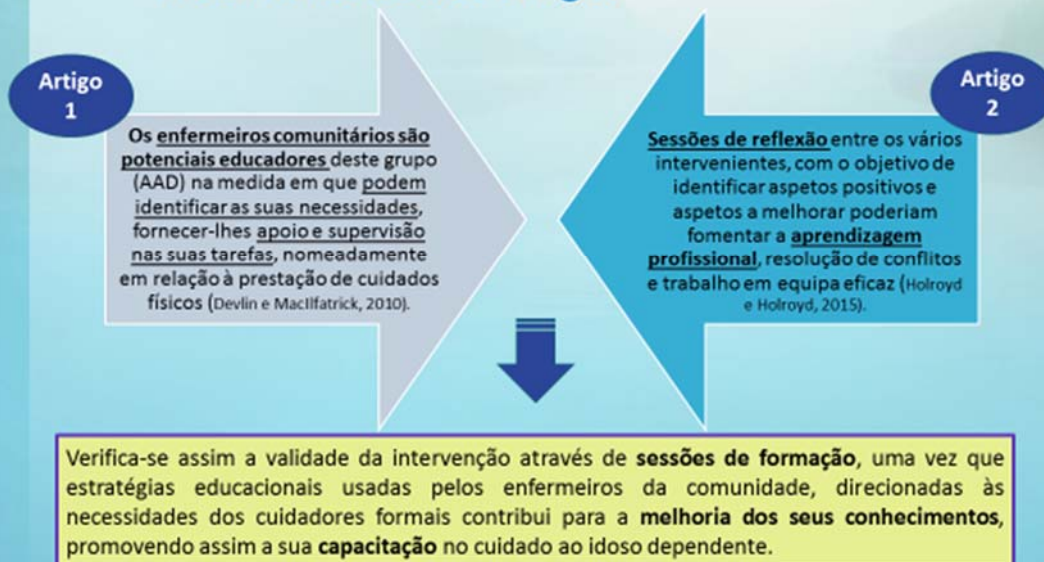 Artigo
1
Os enfermeiros comunitários são
potenciais educadores deste grupo
(AAD) na medida em que podem
identificar as suas necessidades,
fornecer-lhes apoio e supervisão
nas suas tarefas, nomeadamente
em relação à prestação de cuidados
físicos (Devlin e MacIlfatrick, 2010).
Artigo
2
Sessões de reflexão entre os vários
intervenientes, com o objetivo de
identificar aspetos positivos e
aspetos a melhorar poderiam
fomentar a aprendizagem
profissional, resolução de conflitos
e trabalho em equipa eficaz (Holroyd
e Holroyd, 2015).
Verifica-se assim a validade da intervenção através de sessões de formação, uma vez que
estratégias educacionais usadas pelos enfermeiros da comunidade, direcionadas às
necessidades dos cuidadores formais contribui para a melhoria dos seus conhecimentos,
promovendo assim a sua capacitação no cuidado ao idoso dependente.